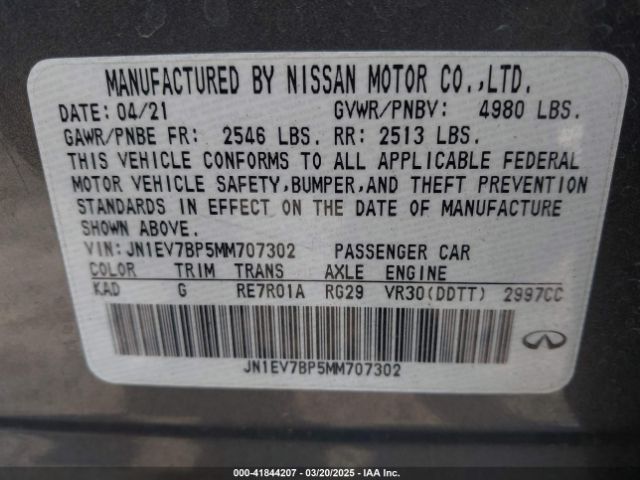 MANUFACTURED BY NISSAN MOTOR CO.,LTD.
DATE: 04/21 GVWR/PNBV: 4980 LBS.
GAWR/PNBE FR: 2546 LBS. RR: 2513 LBS.
THIS VEHICLE CONFORMS TO ALL APPLICABLE FEDERAL
MOTOR VEHICLE SAFETY,BUMPER,AND THEFT PREVENTION
STANDARDS IN EFFECT ON THE DATE OF MANUFACTURE
SHOWN ABOVE.
VIN:JN1EV7BP5MM707302 PASSENGER CAR
COLOR TRIM TRANS AXLE ENGINE
KAD G RE7R01A RG29 VR30(DDTT) 2997CC
JN1EV7BP5MM707302
000-41844207 - 03/20/2025 - IAA Inc.